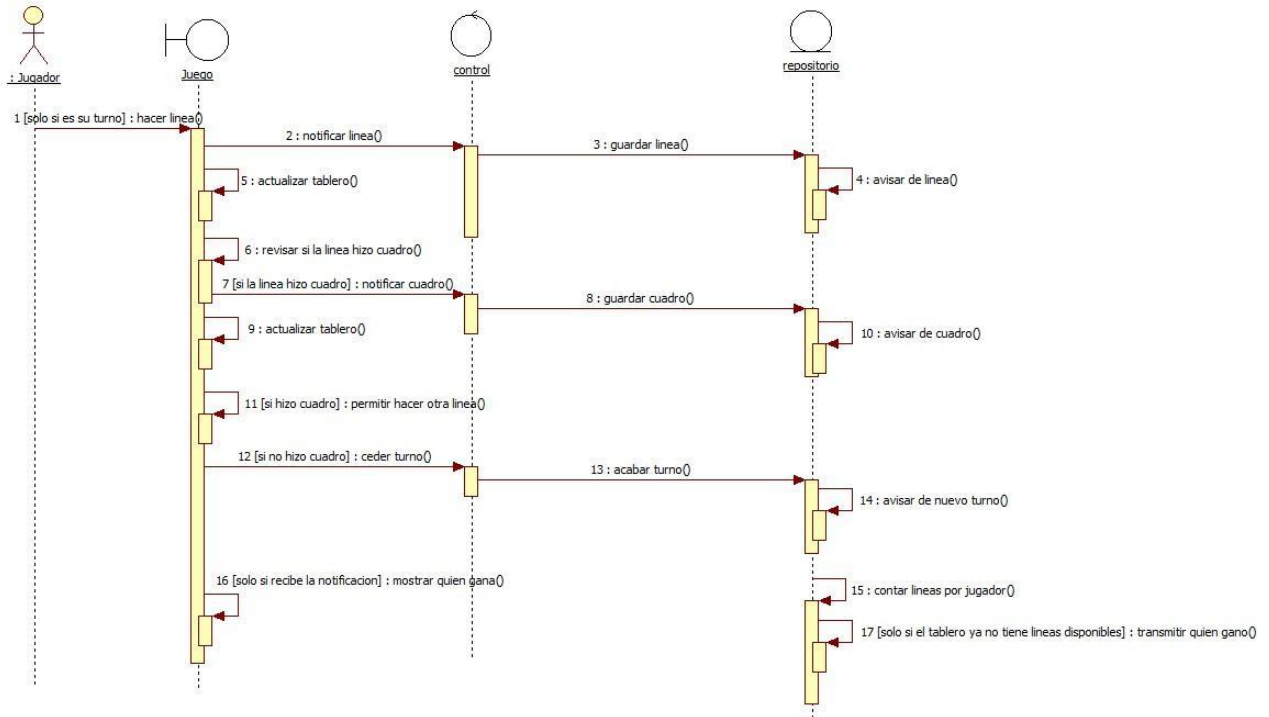 : Jugador
Juego
control
repositorio
1 [solo si es su turno] : hacer linea()
2 : notificar linea()
3 : guardar linea()
4 : avisar de linea()
5 : actualizar tablero()
6 : revisar si la linea hizo cuadro()
7 [si la linea hizo cuadro] : notificar cuadro()
8 : guardar cuadro()
9 : actualizar tablero()
10 : avisar de cuadro()
11 [si hizo cuadro] : permitir hacer otra linea()
12 [si no hizo cuadro] : ceder turno()
13 : acabar turno()
14 : avisar de nuevo turno()
16 [solo si recibe la notificacion] : mostrar quien gana()
15 : contar lineas por jugador()
17 [solo si el tablero ya no tiene lineas disponibles] : transmitir quien gano()